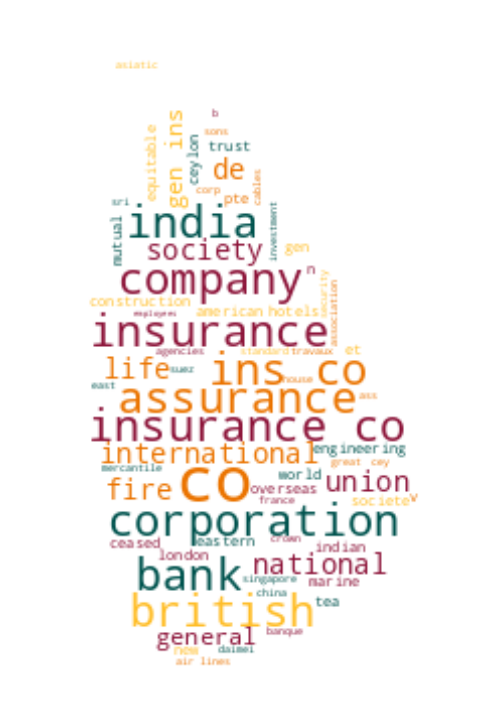 asiatic
b
gen ins
equitable
sons
ceylon
trust
de
cables
corp
pte
sri
india
investment
mutual
society
gen
company
n
security
construction
american
hotels
association
employees
insurance
agencies
standard
travaux
et
life
suez
ins co
house
east
assurance
ass
insurance co
international
engineering
great cey
mercantile
world
fire
co
overseas
union
france
societe
w
corporation
ceased
eastern
crown
indian
london
national
bank
singapore
marine
china
british
tea
general
banque
new
daimei
air lines